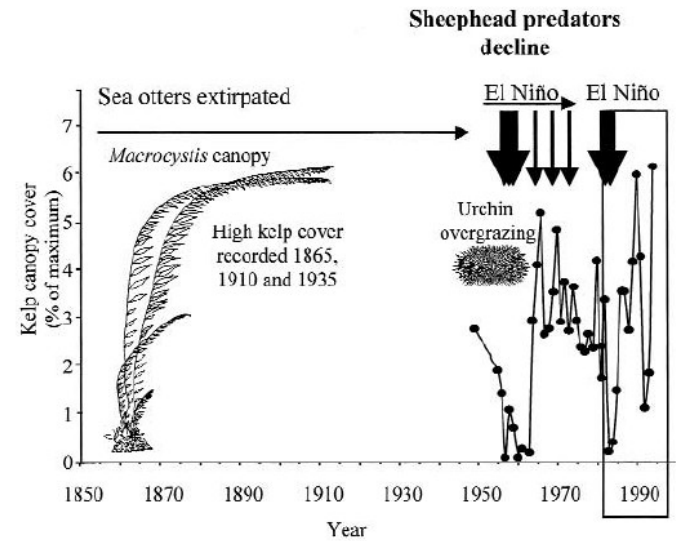 Sheephead predators
decline
Sea otters extirpated
El Niño
El Niño
Macrocystis canopy
High kelp cover
recorded 1865,
1910 and 1935
Urchin
overgrazing
Kelp canopy cover
(% of maximum)
7
6
5
4
3
2
1
0
1850 1870 1890 1910 1930 1950 1970 1990
Year